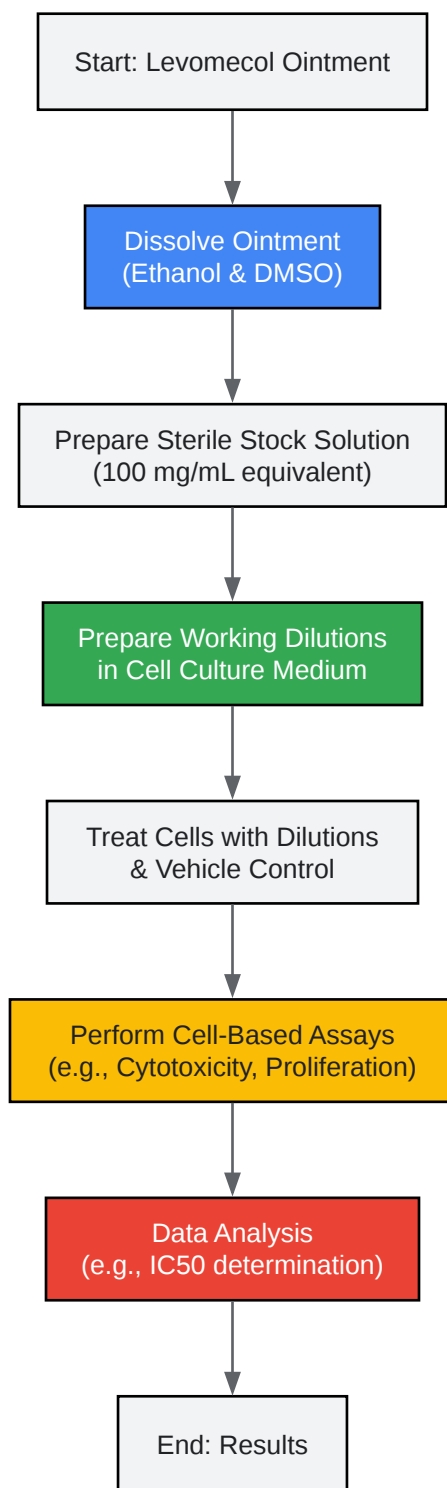 Start: Levomecol Ointment
Dissolve Ointment
(Ethanol & DMSO)
Prepare Sterile Stock Solution
(100 mg/mL equivalent)
Prepare Working Dilutions
in Cell Culture Medium
Treat Cells with Dilutions
& Vehicle Control
Perform Cell-Based Assays
(e.g., Cytotoxicity, Proliferation)
Data Analysis
(e.g., IC50 determination)
End: Results